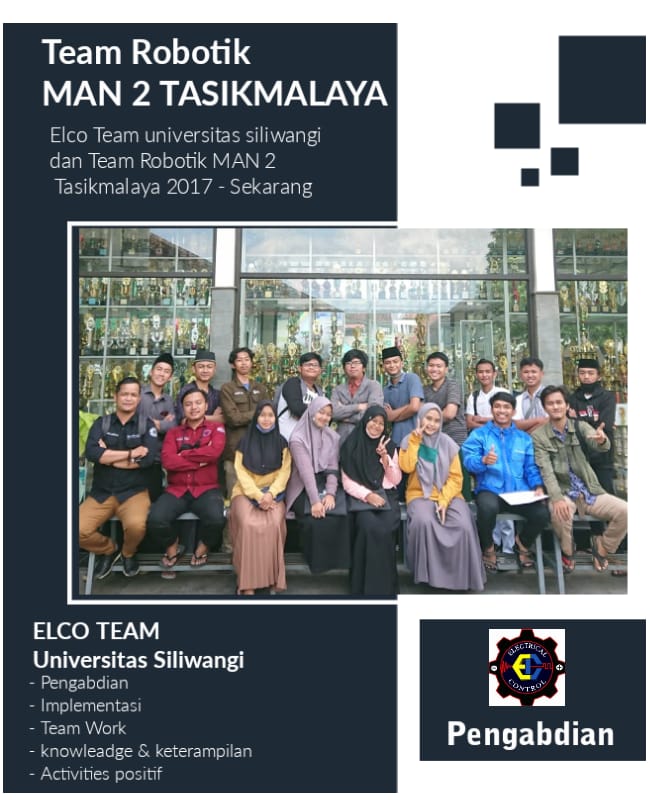 Team Robotik
MAN 2 TASIKMALAYA
Elco Team universitas siliwangi
dan Team Robotik MAN 2
Tasikmalaya 2017 - Sekarang
ELCO TEAM
Universitas Siliwangi
- Pengabdian
- Implementasi
- Team Work
- knowleadge & keterampilan
- Activities positif
ELECTRICAL
CONTROL
Pengabdian